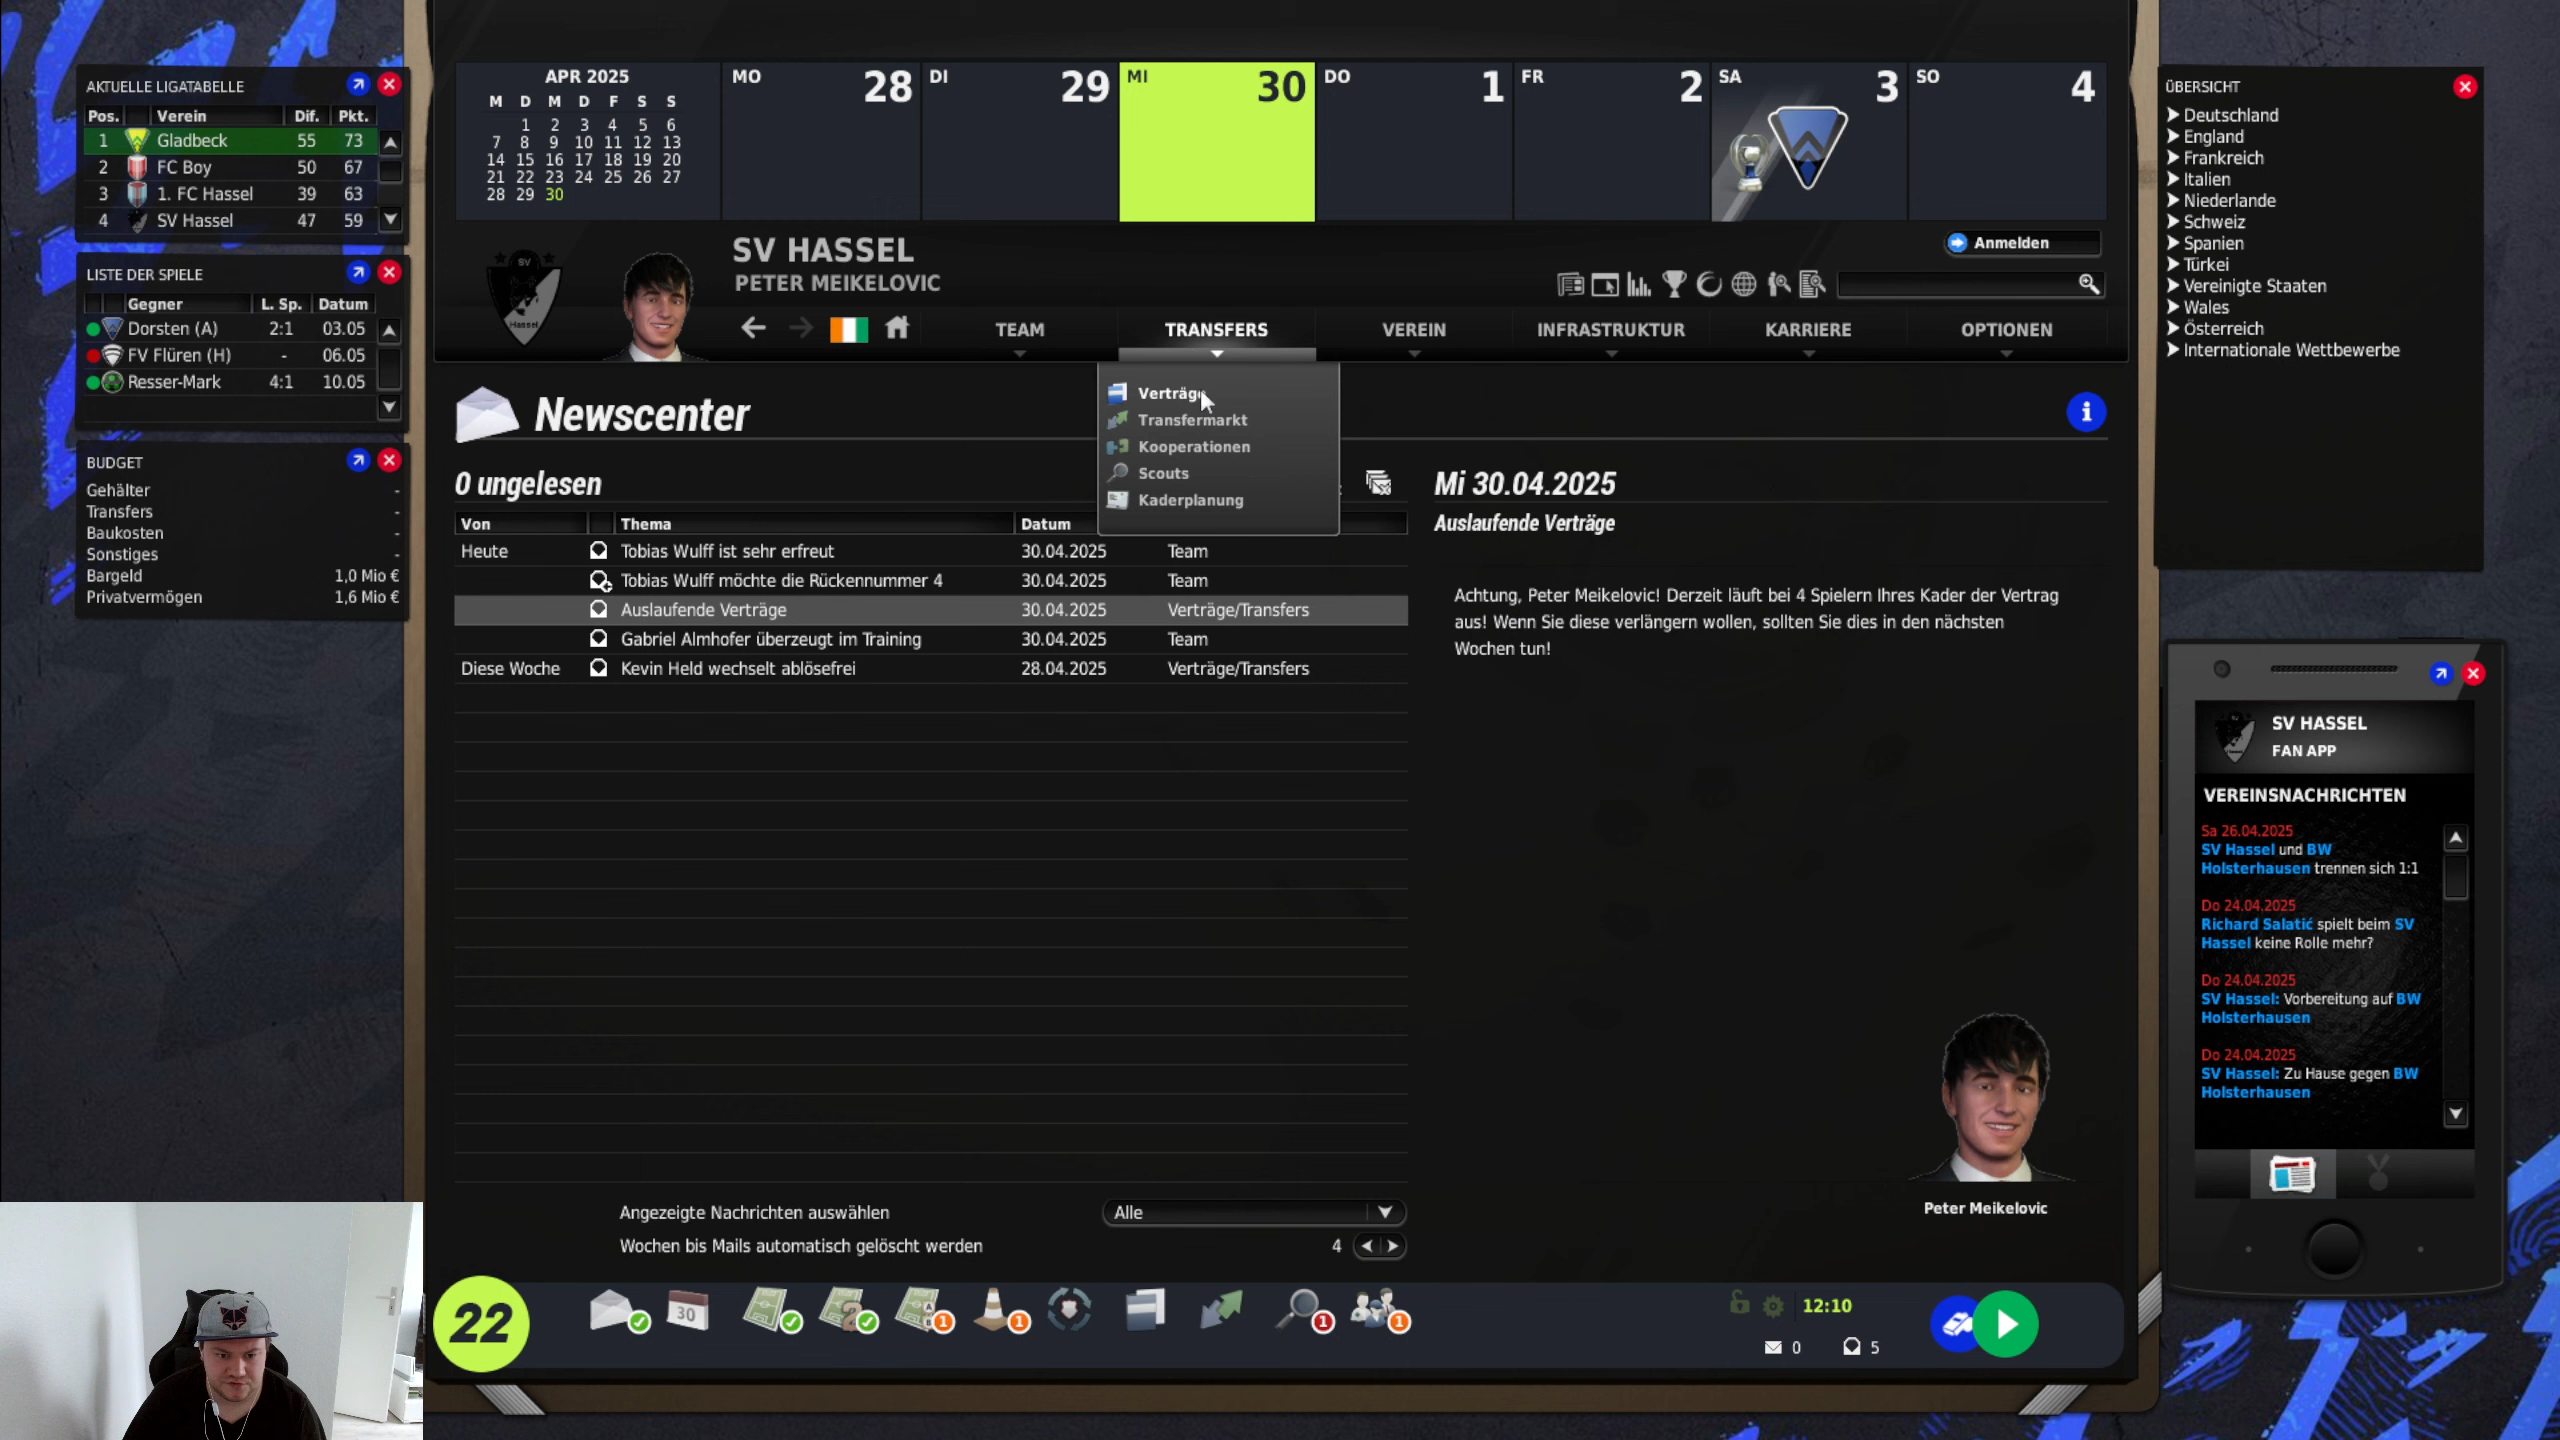 AKTUELLE LIGATABELLE
Pos. Verein Dif. Pkt.
1 Gladbeck 55 73
2 FC Boy 50 67
3 1. FC Hassel 39 63
4 SV Hassel 47 59
LISTE DER SPIELE
Gegner L. Sp. Datum
Dorsten (A) 2:1 03.05
FV Flüren (H) - 06.05
Resser-Mark 4:1 10.05
BUDGET
Gehälter -
Transfers -
Baukosten -
Sonstiges -
Bargeld 1,0 Mio €
Privatvermögen 1,6 Mio €
APR 2025
M D M D F S S
1 2 3 4 5 6
7 8 9 10 11 12 13
14 15 16 17 18 19 20
21 22 23 24 25 26 27
28 29 30
MO 28
DI 29
MI 30
DO 1
FR 2
SA 3
SO 4
SV HASSEL
PETER MEIKELOVIC
Anmelden
SV
Hassel
TEAM TRANSFERS VEREIN INFRASTRUKTUR KARRIERE OPTIONEN
Verträge
Transfermarkt
Kooperationen
Scouts
Kaderplanung
Newscenter
0 ungelesen
Von Thema Datum
Heute Tobias Wulff ist sehr erfreut 30.04.2025 Team
Tobias Wulff möchte die Rückennummer 4 30.04.2025 Team
Auslaufende Verträge 30.04.2025 Verträge/Transfers
Gabriel Almhofer überzeugt im Training 30.04.2025 Team
Diese Woche Kevin Held wechselt ablösefrei 28.04.2025 Verträge/Transfers
Mi 30.04.2025
Auslaufende Verträge
Achtung, Peter Meikelovic! Derzeit läuft bei 4 Spielern Ihres Kader der Vertrag
aus! Wenn Sie diese verlängern wollen, sollten Sie dies in den nächsten
Wochen tun!
Peter Meikelovic
Angezeigte Nachrichten auswählen Alle
Wochen bis Mails automatisch gelöscht werden 4
22
30
2
1
1
1
1
12:10
0 5
ÜBERSICHT
Deutschland
England
Frankreich
Italien
Niederlande
Schweiz
Spanien
Türkei
Vereinigte Staaten
Wales
Österreich
Internationale Wettbewerbe
SV HASSEL
FAN APP
VEREINSNACHRICHTEN
Sa 26.04.2025
SV Hassel und BW
Holsterhausen trennen sich 1:1
Do 24.04.2025
Richard Salatić spielt beim SV
Hassel keine Rolle mehr?
Do 24.04.2025
SV Hassel: Vorbereitung auf BW
Holsterhausen
Do 24.04.2025
SV Hassel: Zu Hause gegen BW
Holsterhausen